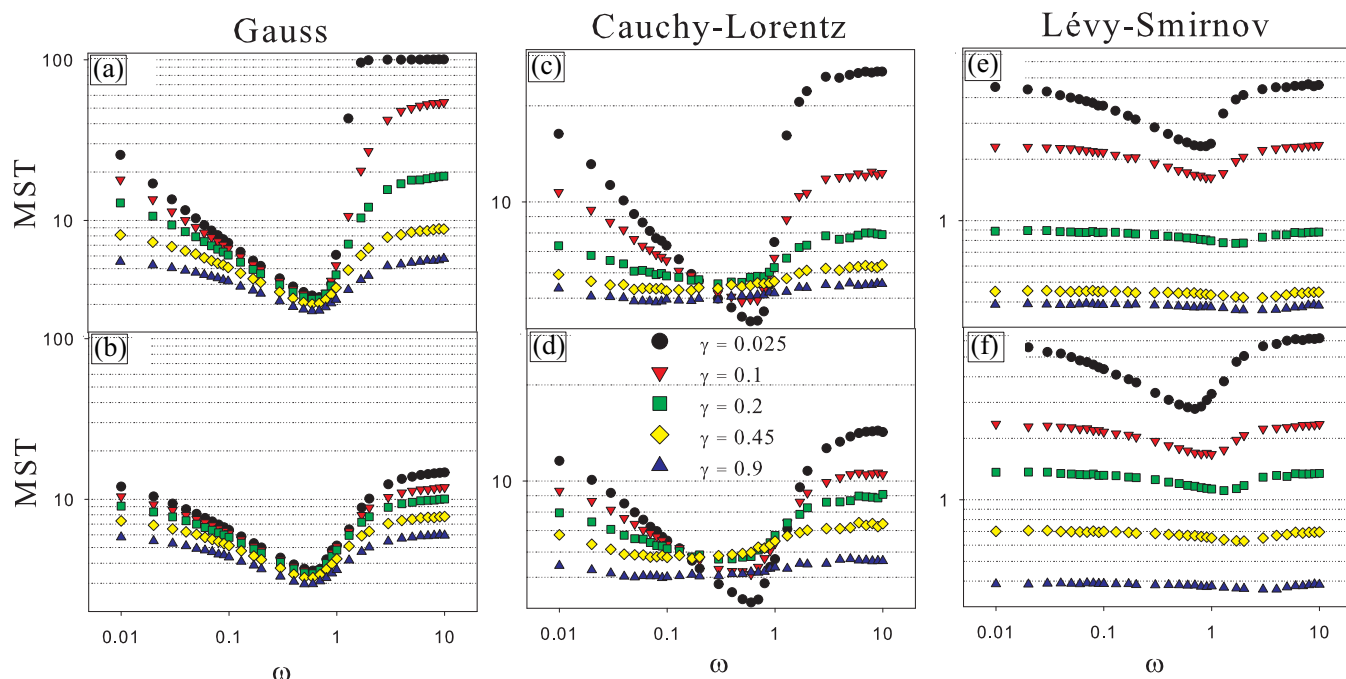 Gauss
Cauchy-Lorentz
Lévy-Smirnov
MST
100
10
(a)
10
(c)
1
(e)
MST
100
10
(b)
10
(d)
γ = 0.025
γ = 0.1
γ = 0.2
γ = 0.45
γ = 0.9
1
(f)
0.01 0.1 1 10
0.01 0.1 1 10
0.01 0.1 1 10
ω
ω
ω